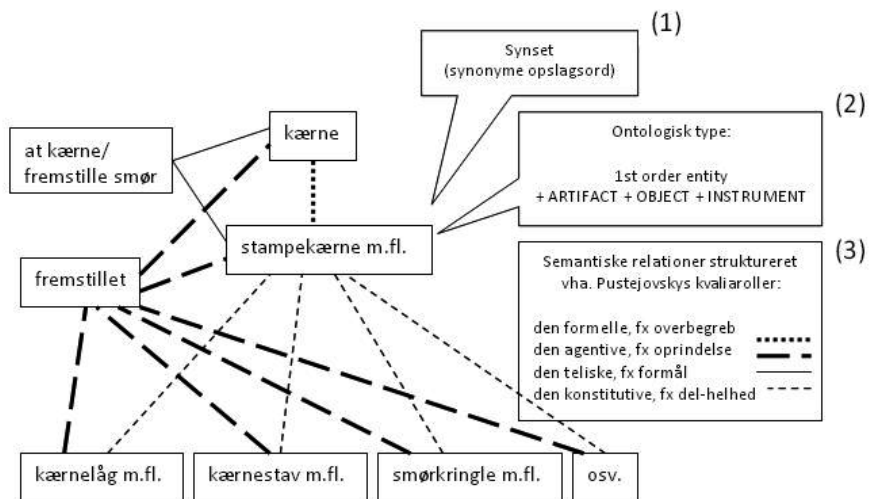 (1)
Synset
(synonyme opslagsord)
(2)
kærne
at kærne/
fremstille smør
Ontologisk type:
1st order entity
+ ARTIFACT + OBJECT + INSTRUMENT
stampekærne m.fl.
fremstillet
(3)
Semantiske relationer struktureret
vha. Pustejovskys kvaliaroller:
den formelle, fx overbegreb
den agentive, fx oprindelse
den teliske, fx formål
den konstitutive, fx del-helhed
kærnelåg m.fl.
kærnestav m.fl.
smørkringle m.fl.
osv.